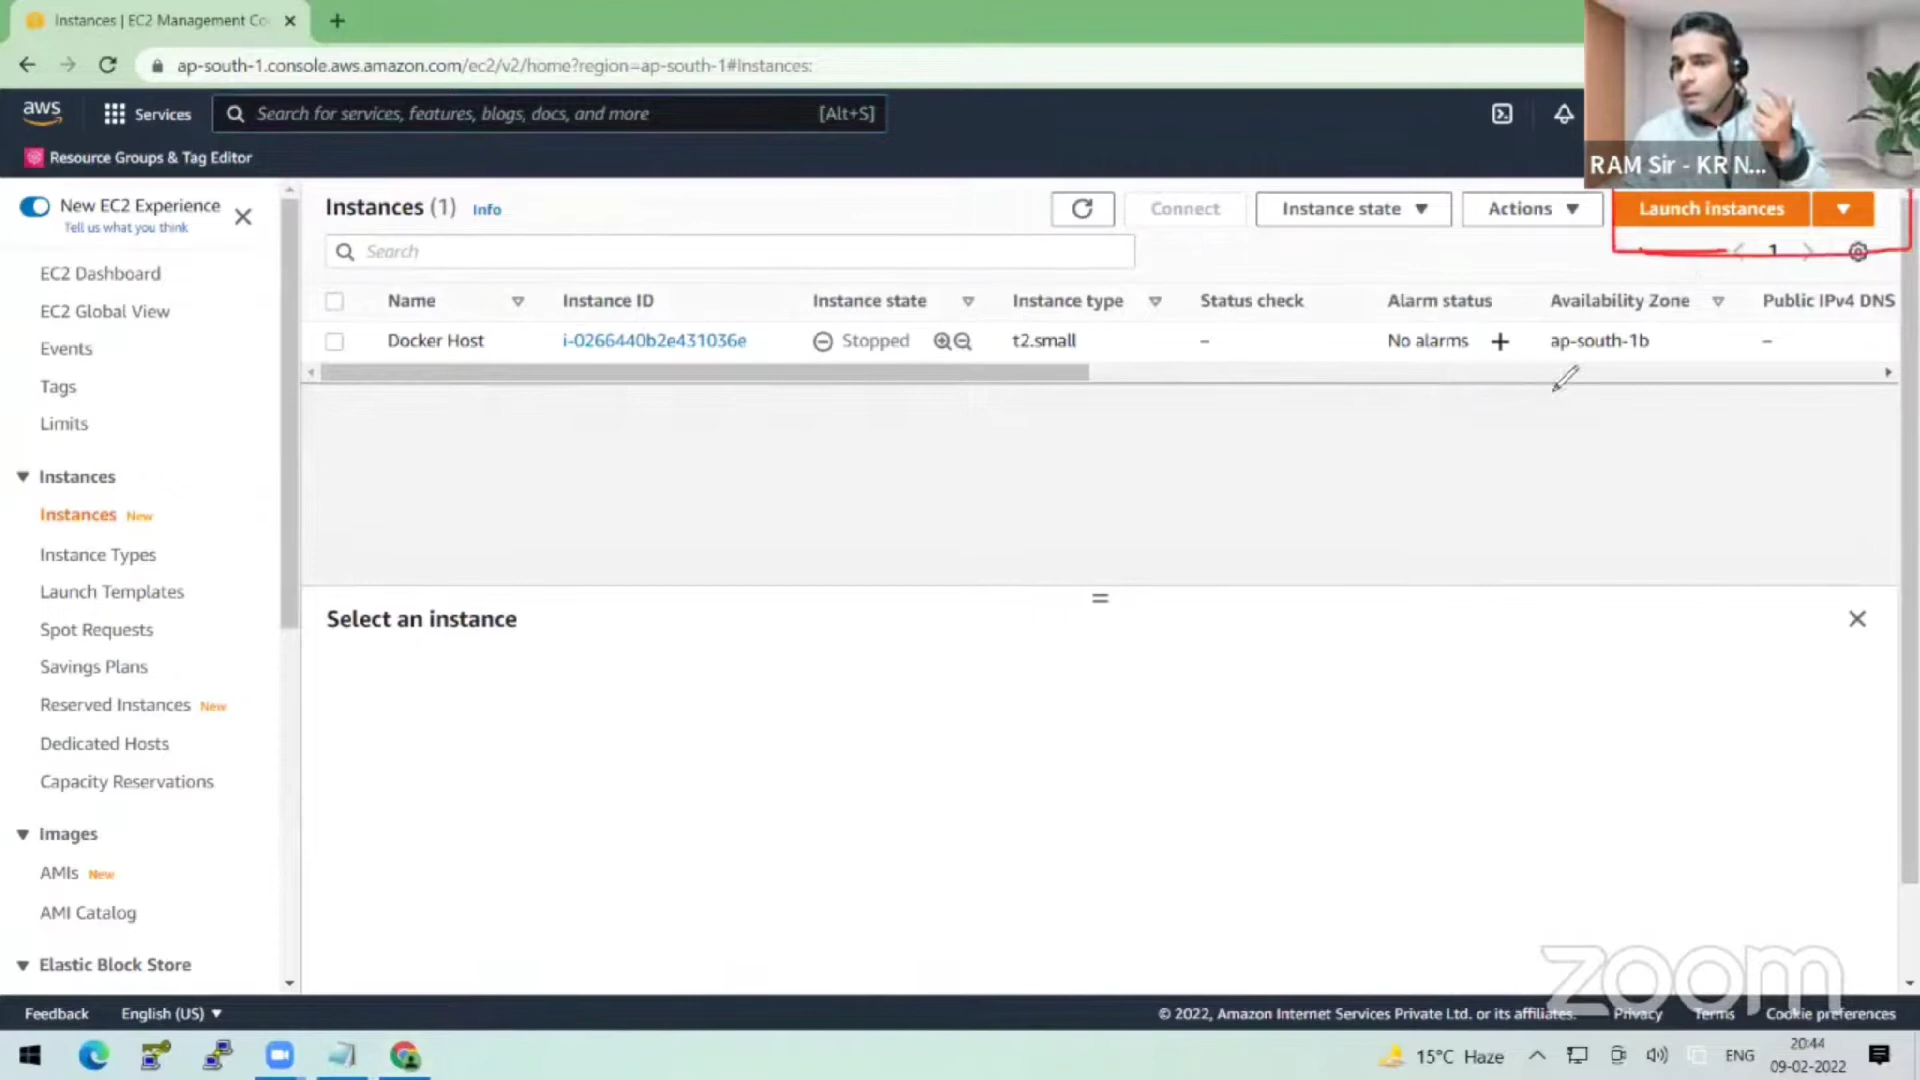 Instances | EC2 Management Co
ap-south-1.console.aws.amazon.com/ec2/v2/home?region=ap-south-1#Instances:
aws
Services
Search for services, features, blogs, docs, and more
[Alt+S]
RAM Sir - KR N...
Resource Groups & Tag Editor
New EC2 Experience
Tell us what you think
EC2 Dashboard
EC2 Global View
Events
Tags
Limits
Instances
Instances New
Instance Types
Launch Templates
Spot Requests
Savings Plans
Reserved Instances New
Dedicated Hosts
Capacity Reservations
Images
AMIs New
AMI Catalog
Elastic Block Store
Instances (1) Info
Connect
Instance state
Actions
Launch instances
Search
1
Name Instance ID Instance state Instance type Status check Alarm status Availability Zone Public IPv4 DNS
Docker Host i-0266440b2e431036e Stopped t2.small – No alarms + ap-south-1b –
Select an instance
zoom
Feedback English (US) © 2022, Amazon Internet Services Private Ltd. or its affiliates. Privacy Terms Cookie preferences
15°C Haze
ENG
20:44
09-02-2022